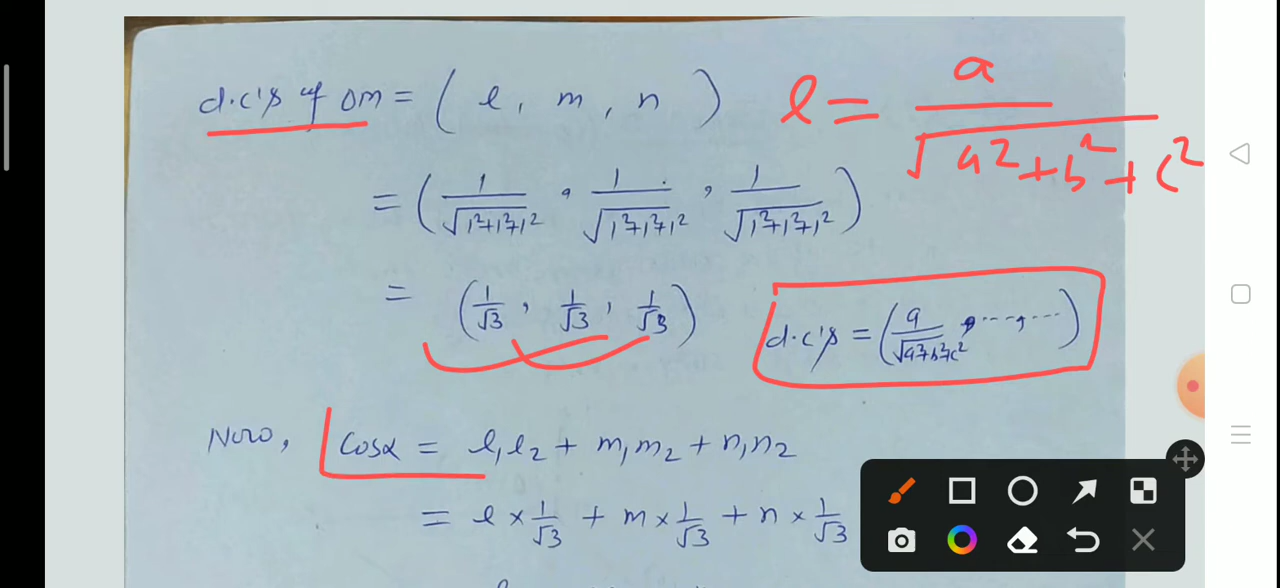 d.c's of OM = ( l, m, n )
l = a / √(a² + b² + c²)
= ( 1/√(1²+1²+1²) , 1/√(1²+1²+1²) , 1/√(1²+1²+1²) )
= ( 1/√3 , 1/√3 , 1/√3 )
d.c's = ( a/√(a²+b²+c²) , ---- , ---- )
Now, cosα = l₁l₂ + m₁m₂ + n₁n₂
= l × 1/√3 + m × 1/√3 + n × 1/√3